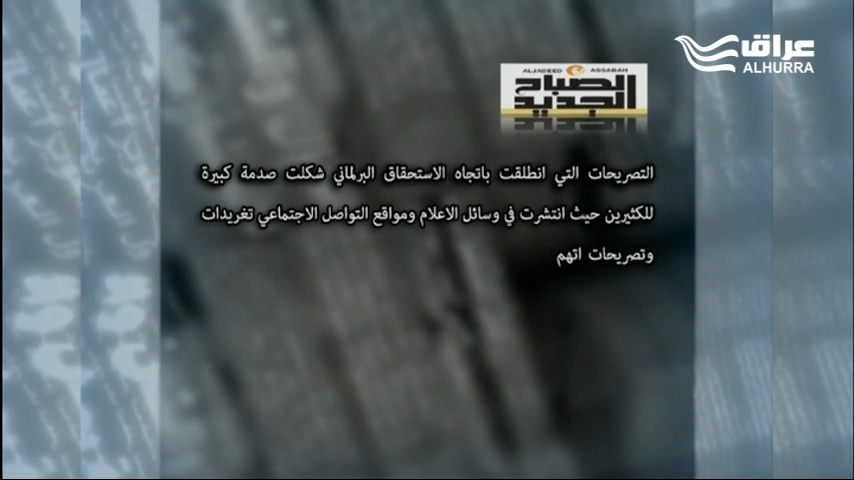 عراق
ALHURRA
ALJADEED ASSABAH
الصباح
الجديد
التصريحات التي انطلقت باتجاه الاستحقاق البرلماني شكلت صدمة كبيرة
للكثيرين حيث انتشرت في وسائل الاعلام ومواقع التواصل الاجتماعي تغريدات
وتصريحات اتهم